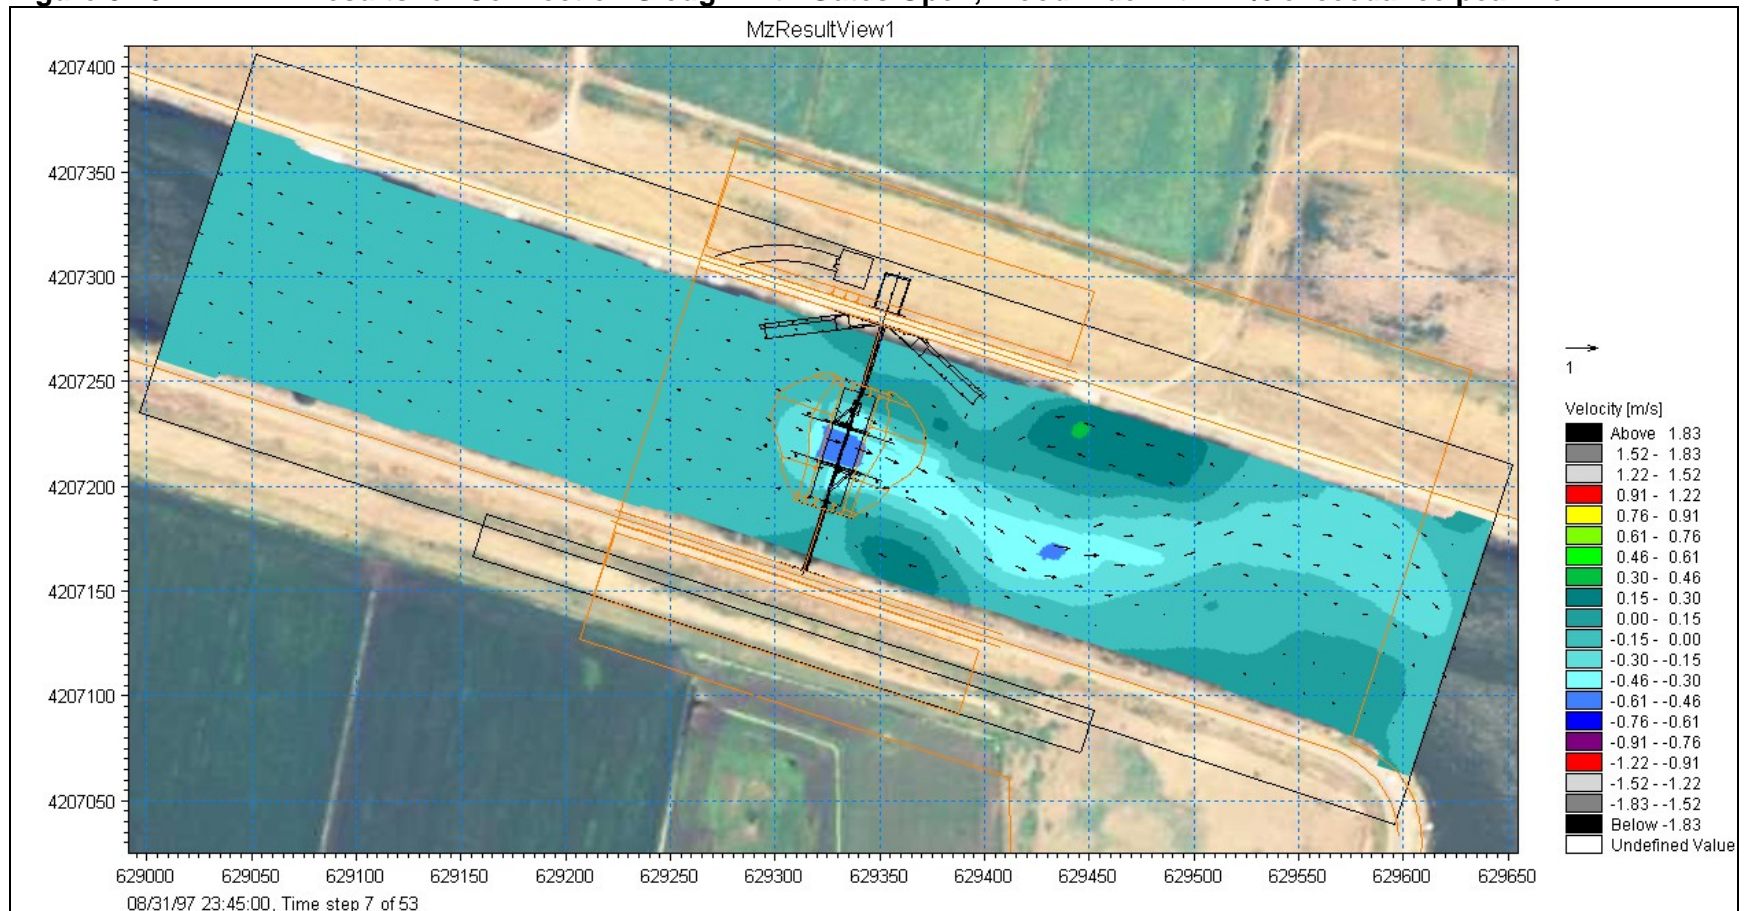 MzResultView1
4207400
4207350
4207300
4207250
4207200
4207150
4207100
4207050
629000 629050 629100 629150 629200 629250 629300 629350 629400 629450 629500 629550 629600 629650
08/31/97 23:45:00, Time step 7 of 53
1
Velocity [m/s]
Above 1.83
1.52 - 1.83
1.22 - 1.52
0.91 - 1.22
0.76 - 0.91
0.61 - 0.76
0.46 - 0.61
0.30 - 0.46
0.15 - 0.30
0.00 - 0.15
-0.15 - 0.00
-0.30 - -0.15
-0.46 - -0.30
-0.61 - -0.46
-0.76 - -0.61
-0.91 - -0.76
-1.22 - -0.91
-1.52 - -1.22
-1.83 - -1.52
Below -1.83
Undefined Value